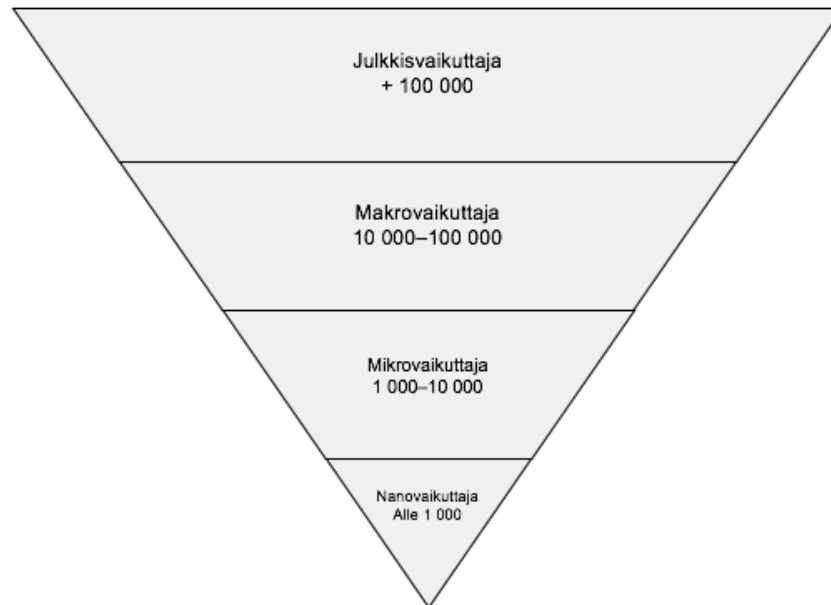 Julkkisvaikuttaja
+ 100 000
Makrovaikuttaja
10 000–100 000
Mikrovaikuttaja
1 000–10 000
Nanovaikuttaja
Alle 1 000